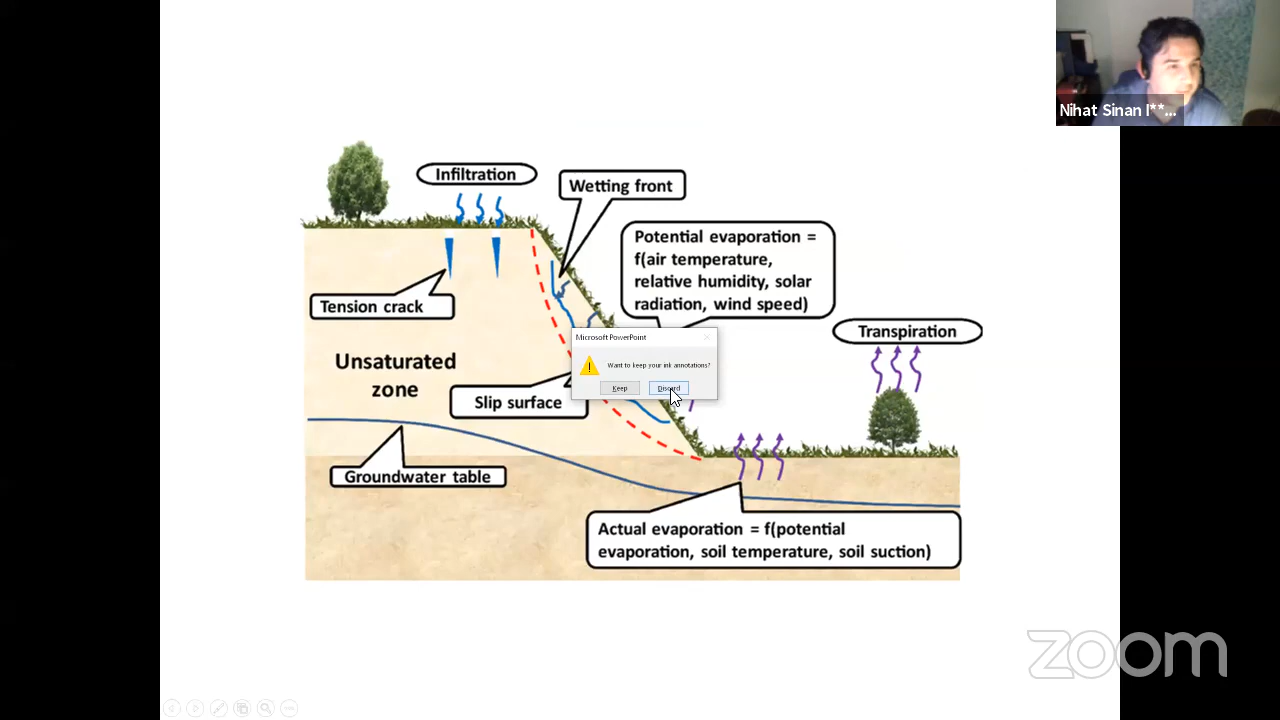 Nihat Sinan I**...
Infiltration
Wetting front
Potential evaporation =
f(air temperature,
relative humidity, solar
radiation, wind speed)
Tension crack
Transpiration
Microsoft PowerPoint
Want to keep your ink annotations?
Keep
Discard
Unsaturated
zone
Slip surface
Groundwater table
Actual evaporation = f(potential
evaporation, soil temperature, soil suction)
zoom